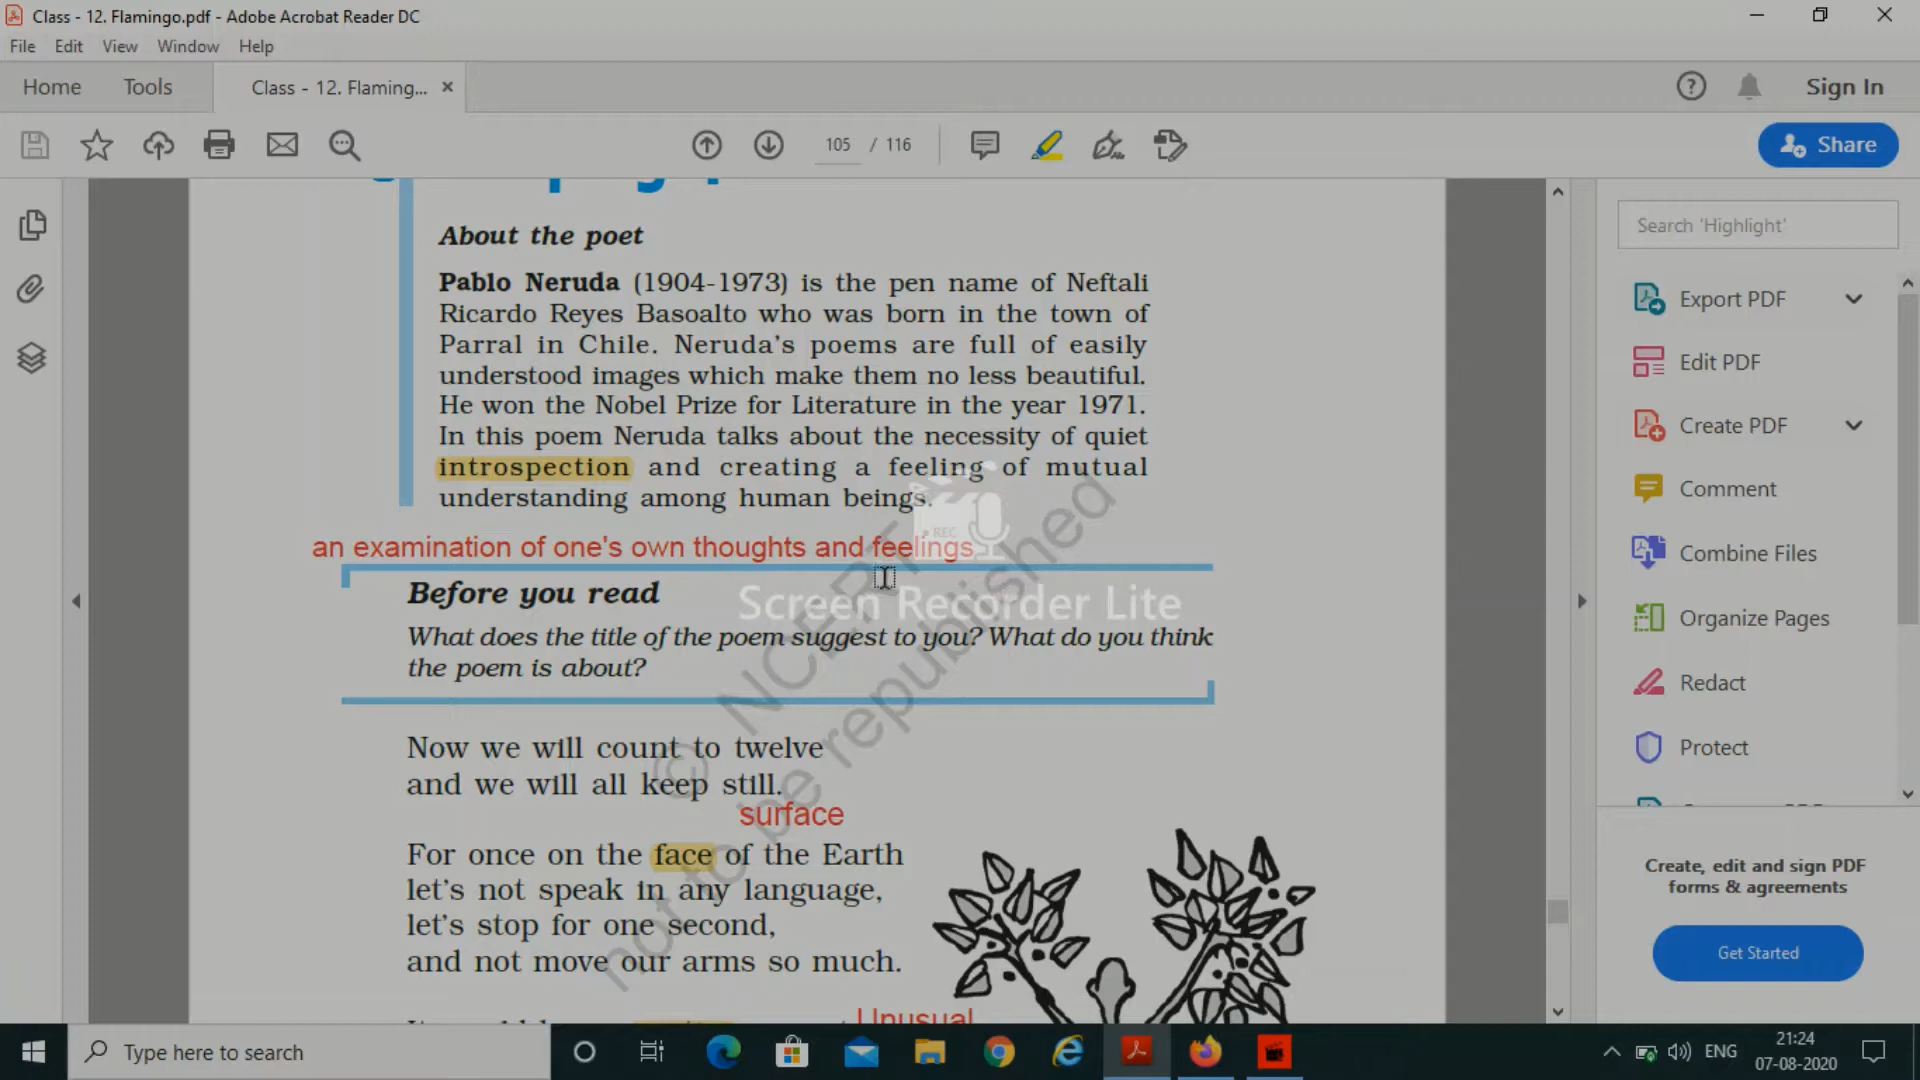 Class - 12. Flamingo.pdf - Adobe Acrobat Reader DC
File Edit View Window Help
Home Tools Class - 12. Flaming... × Sign In
105 / 116 Share
About the poet
Pablo Neruda (1904-1973) is the pen name of Neftali
Ricardo Reyes Basoalto who was born in the town of
Parral in Chile. Neruda's poems are full of easily
understood images which make them no less beautiful.
He won the Nobel Prize for Literature in the year 1971.
In this poem Neruda talks about the necessity of quiet
introspection and creating a feeling of mutual
understanding among human beings.
REC
an examination of one's own thoughts and feelings
Before you read
Screen Recorder Lite
What does the title of the poem suggest to you? What do you think
the poem is about?
© NCERT
not to be republished
Now we will count to twelve
and we will all keep still.
surface
For once on the face of the Earth
let's not speak in any language,
let's stop for one second,
and not move our arms so much.
Unusual
Search 'Highlight'
Export PDF
Edit PDF
Create PDF
Comment
Combine Files
Organize Pages
Redact
Protect
Create, edit and sign PDF
forms & agreements
Get Started
Type here to search
ENG
21:24
07-08-2020